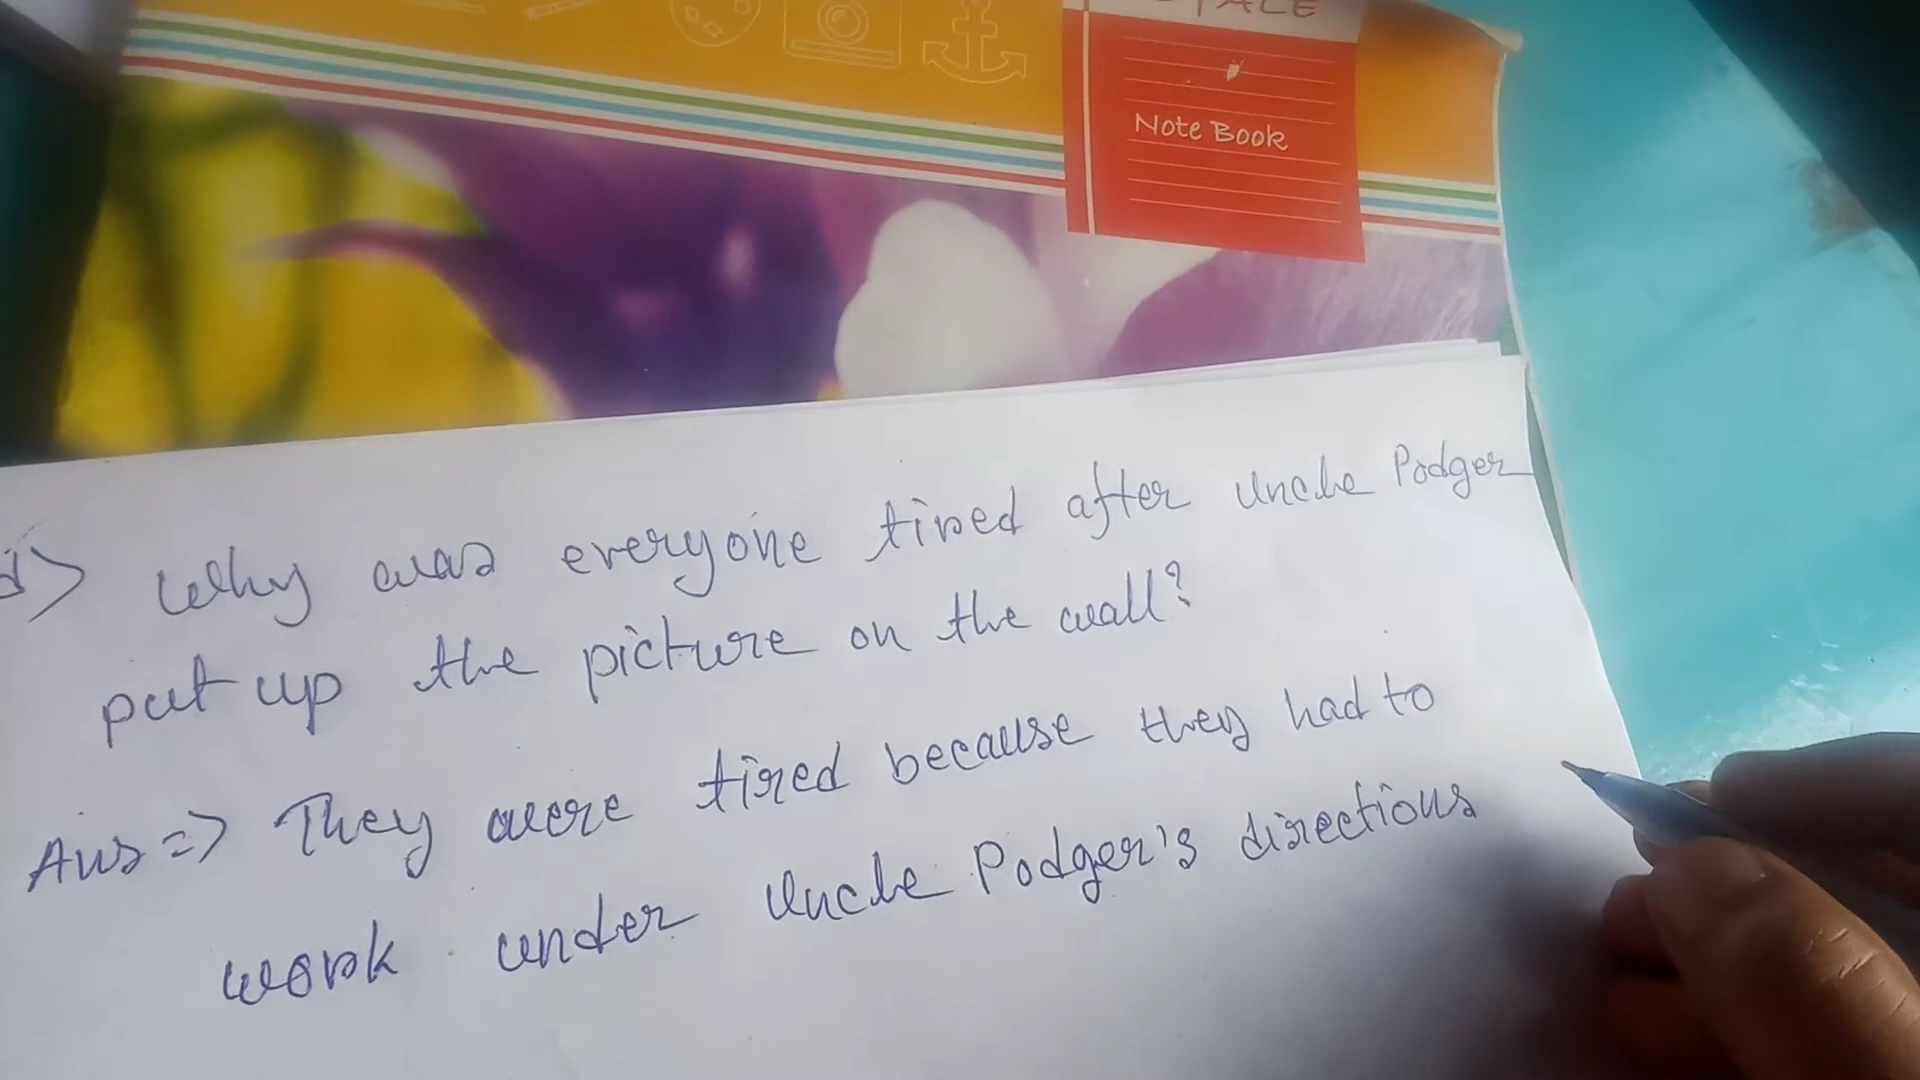 Note Book
d> Why was everyone tired after Uncle Podger
put up the picture on the wall?
Ans => They were tired because they had to
work under Uncle Podger's directions